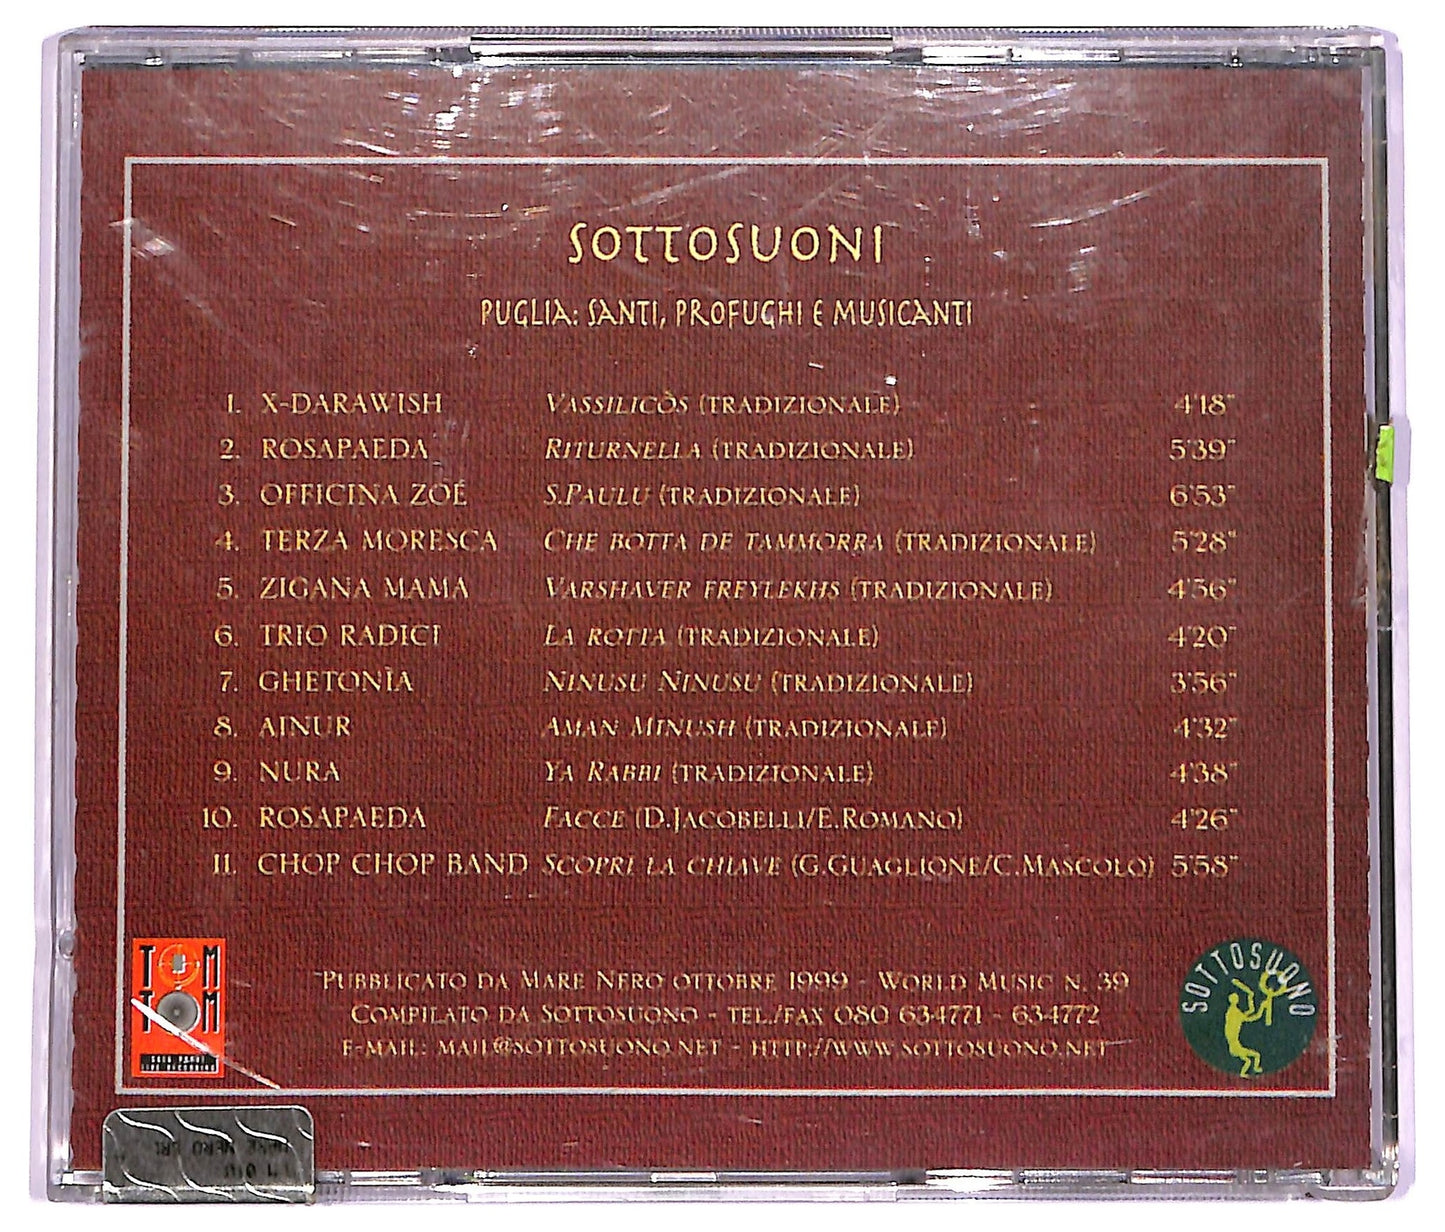 SOTTOSUONI
PUGLIA: SANTI, PROFUGHI E MUSICANTI
1. X-DARAWISH VASSILICÒS (TRADIZIONALE) 4'18"
2. ROSAPAEDA RITURNELLA (TRADIZIONALE) 5'39"
3. OFFICINA ZOÉ S.PAULU (TRADIZIONALE) 6'53"
4. TERZA MORESCA CHE BOTTA DE TAMMORRA (TRADIZIONALE) 5'28"
5. ZIGANA MAMA VARSHAVER FREYLEKHS (TRADIZIONALE) 4'56"
6. TRIO RADICI LA ROTTA (TRADIZIONALE) 4'20"
7. GHETONÌA NINUSU NINUSU (TRADIZIONALE) 3'56"
8. AINUR AMAN MINUSH (TRADIZIONALE) 4'32"
9. NURA YA RABBI (TRADIZIONALE) 4'38"
10. ROSAPAEDA FACCE (D.JACOBELLI/E.ROMANO) 4'26"
11. CHOP CHOP BAND SCOPRI LA CHIAVE (G.GUAGLIONE/C.MASCOLO) 5'58"
TOM
TOM
PUBBLICATO DA MARE NERO OTTOBRE 1999 - WORLD MUSIC N. 39
COMPILATO DA SOTTOSUONO - TEL./FAX 080 634771 - 634772
E-MAIL: MAIL@SOTTOSUONO.NET - HTTP://WWW.SOTTOSUONO.NET
SOTTOSUONO